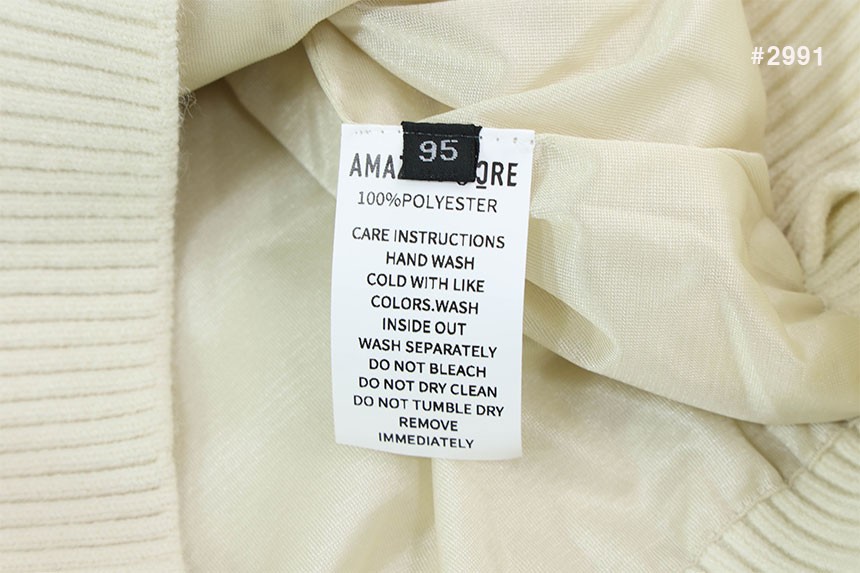 #2991
95
100%POLYESTER
CARE INSTRUCTIONS
HAND WASH
COLD WITH LIKE
COLORS.WASH
INSIDE OUT
WASH SEPARATELY
DO NOT BLEACH
DO NOT DRY CLEAN
DO NOT TUMBLE DRY
REMOVE
IMMEDIATELY